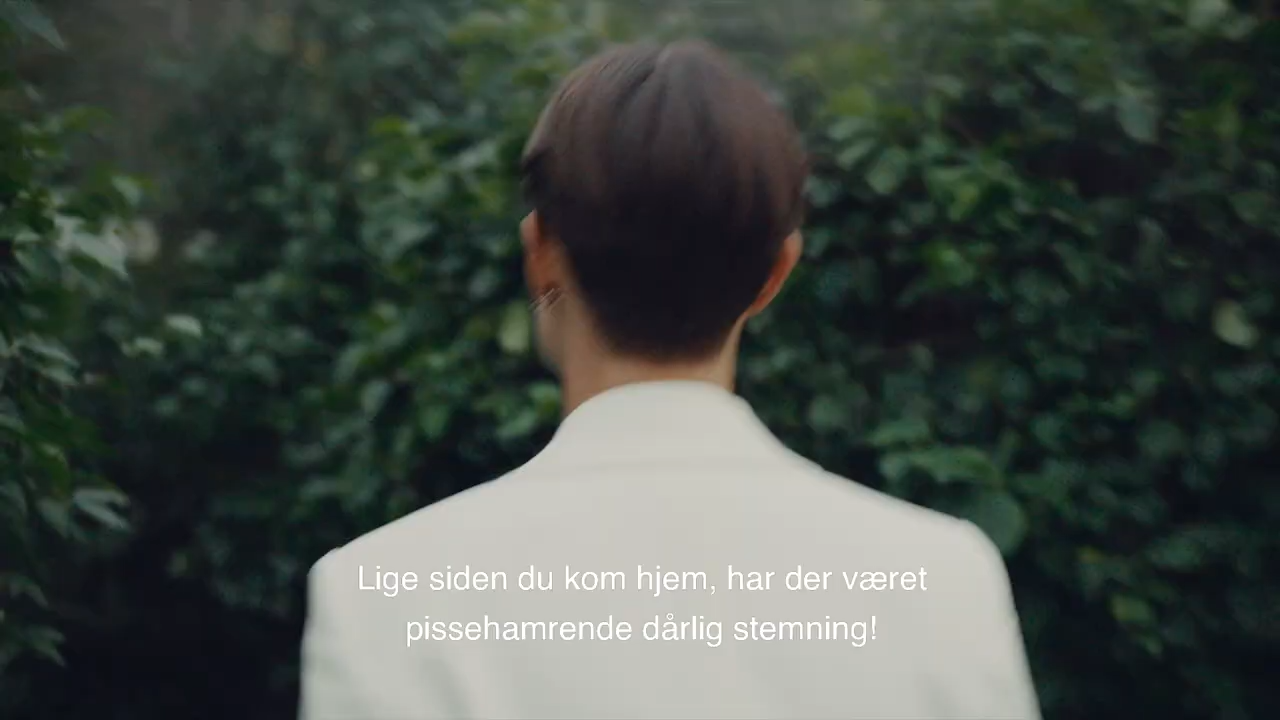 Lige siden du kom hjem, har der været
pissehamrende dårlig stemning!